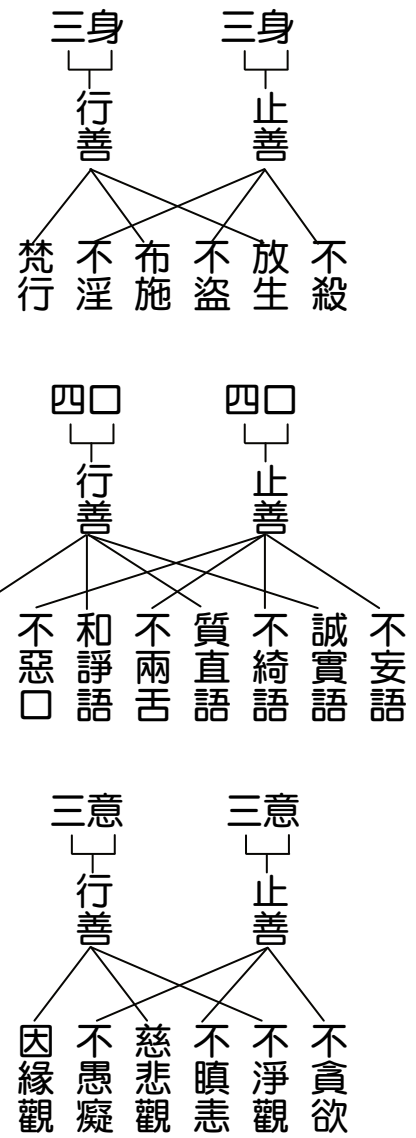 三身
止善
不殺
放生
不盜
布施
不淫
梵行
三身
行善
四口
止善
不妄語
誠實語
不綺語
質直語
不兩舌
和諍語
不惡口
四口
行善
三意
止善
不貪欲
不淨觀
不瞋恚
慈悲觀
不愚癡
因緣觀
三意
行善